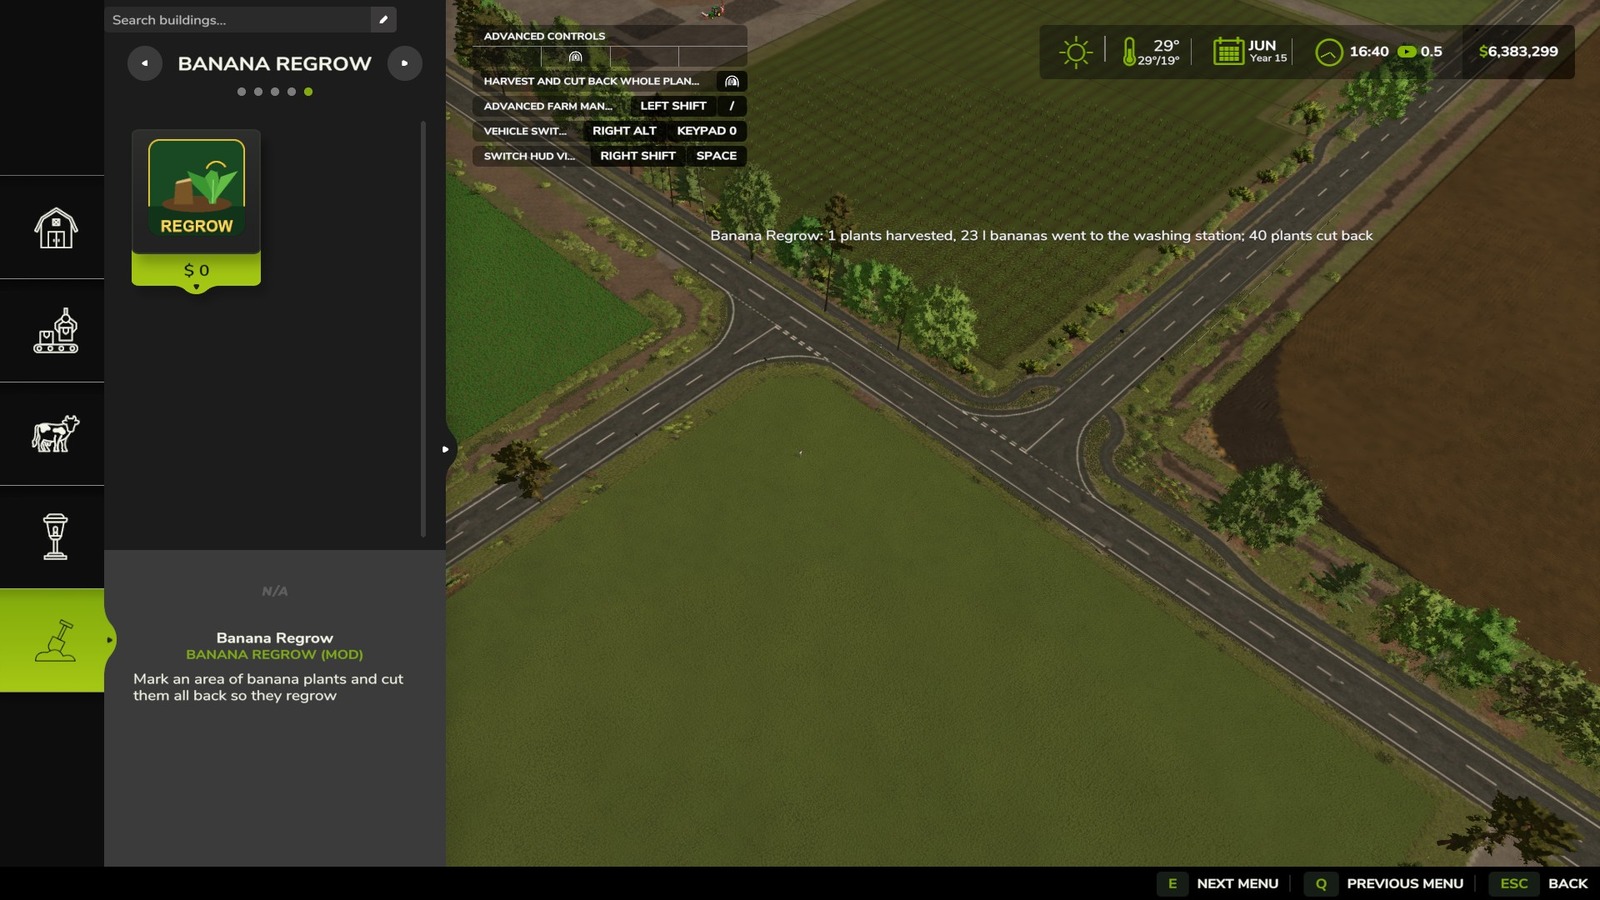 Search buildings...
BANANA REGROW
REGROW
$ 0
N/A
Banana Regrow
BANANA REGROW (MOD)
Mark an area of banana plants and cut
them all back so they regrow
ADVANCED CONTROLS
HARVEST AND CUT BACK WHOLE PLAN...
ADVANCED FARM MAN... LEFT SHIFT /
VEHICLE SWIT... RIGHT ALT KEYPAD 0
SWITCH HUD VI... RIGHT SHIFT SPACE
29°
29°/19°
JUN
Year 15
16:40
0.5
$6,383,299
Banana Regrow: 1 plants harvested, 23 l bananas went to the washing station; 40 plants cut back
E NEXT MENU Q PREVIOUS MENU ESC BACK